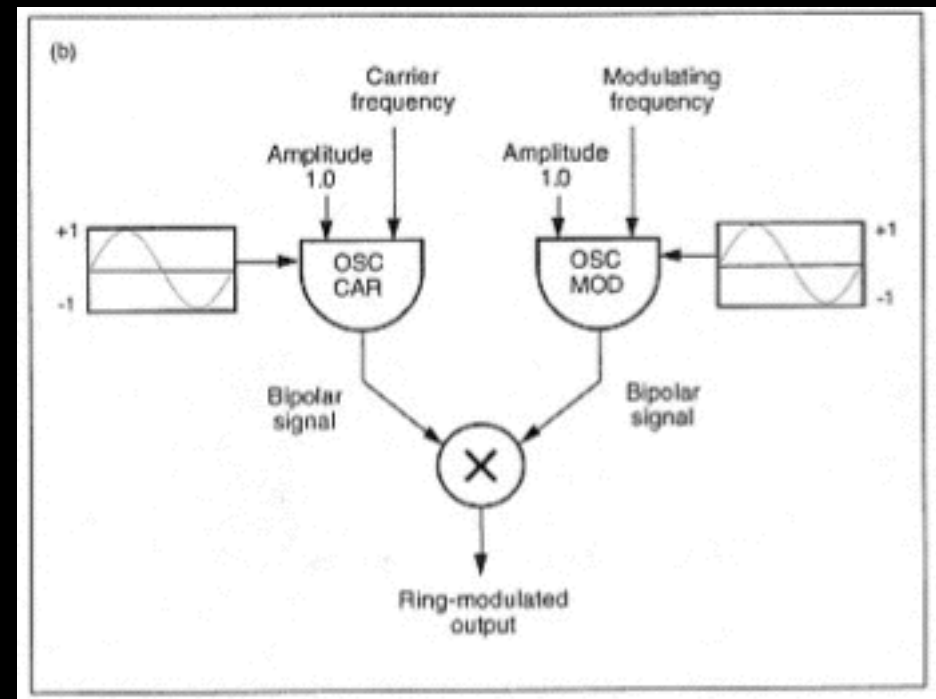 (b)
Carrier
frequency
Modulating
frequency
Amplitude
1.0
Amplitude
1.0
+1
-1
OSC
CAR
OSC
MOD
+1
-1
Bipolar
signal
Bipolar
signal
×
Ring-modulated
output